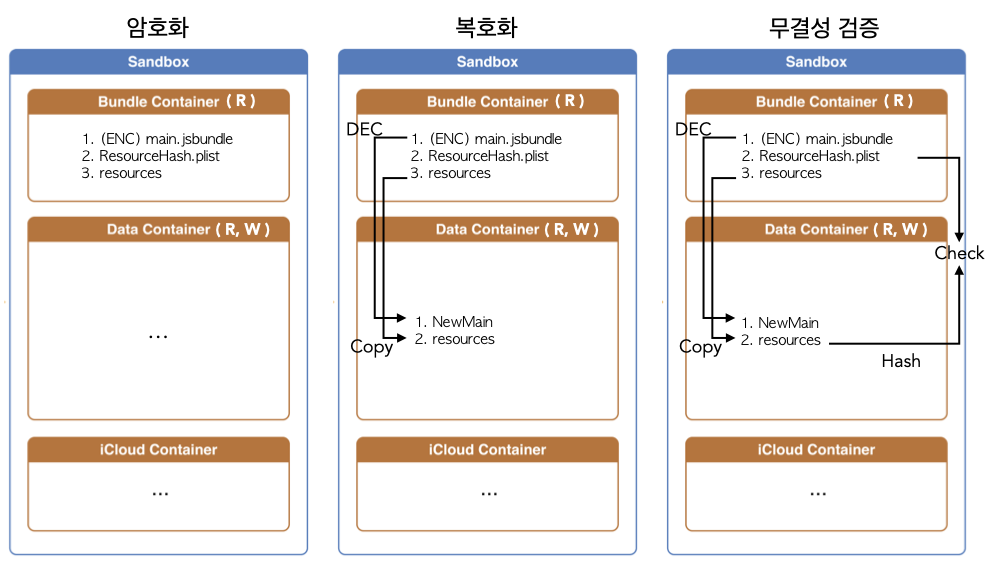 암호화
Sandbox
Bundle Container ( R )
1. (ENC) main.jsbundle
2. ResourceHash.plist
3. resources
Data Container ( R, W )
...
iCloud Container
...
복호화
Sandbox
Bundle Container ( R )
DEC
1. (ENC) main.jsbundle
2. ResourceHash.plist
3. resources
Data Container ( R, W )
1. NewMain
2. resources
Copy
iCloud Container
...
무결성 검증
Sandbox
Bundle Container ( R )
DEC
1. (ENC) main.jsbundle
2. ResourceHash.plist
3. resources
Data Container ( R, W )
Check
1. NewMain
2. resources
Copy
Hash
iCloud Container
...